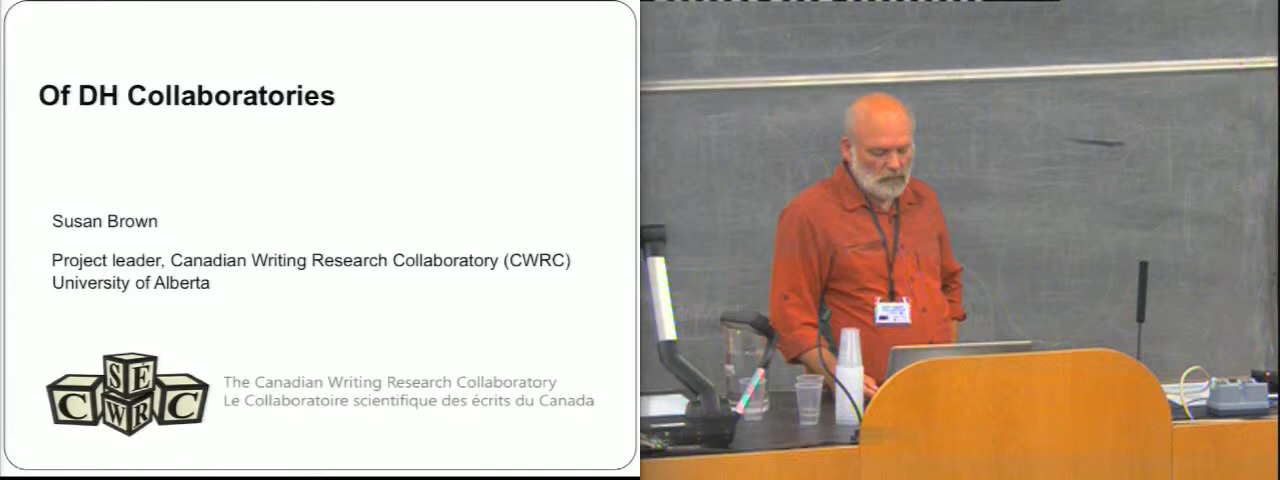 Of DH Collaboratories
Susan Brown
Project leader, Canadian Writing Research Collaboratory (CWRC)
University of Alberta
S E
C W R C
The Canadian Writing Research Collaboratory
Le Collaboratoire scientifique des écrits du Canada